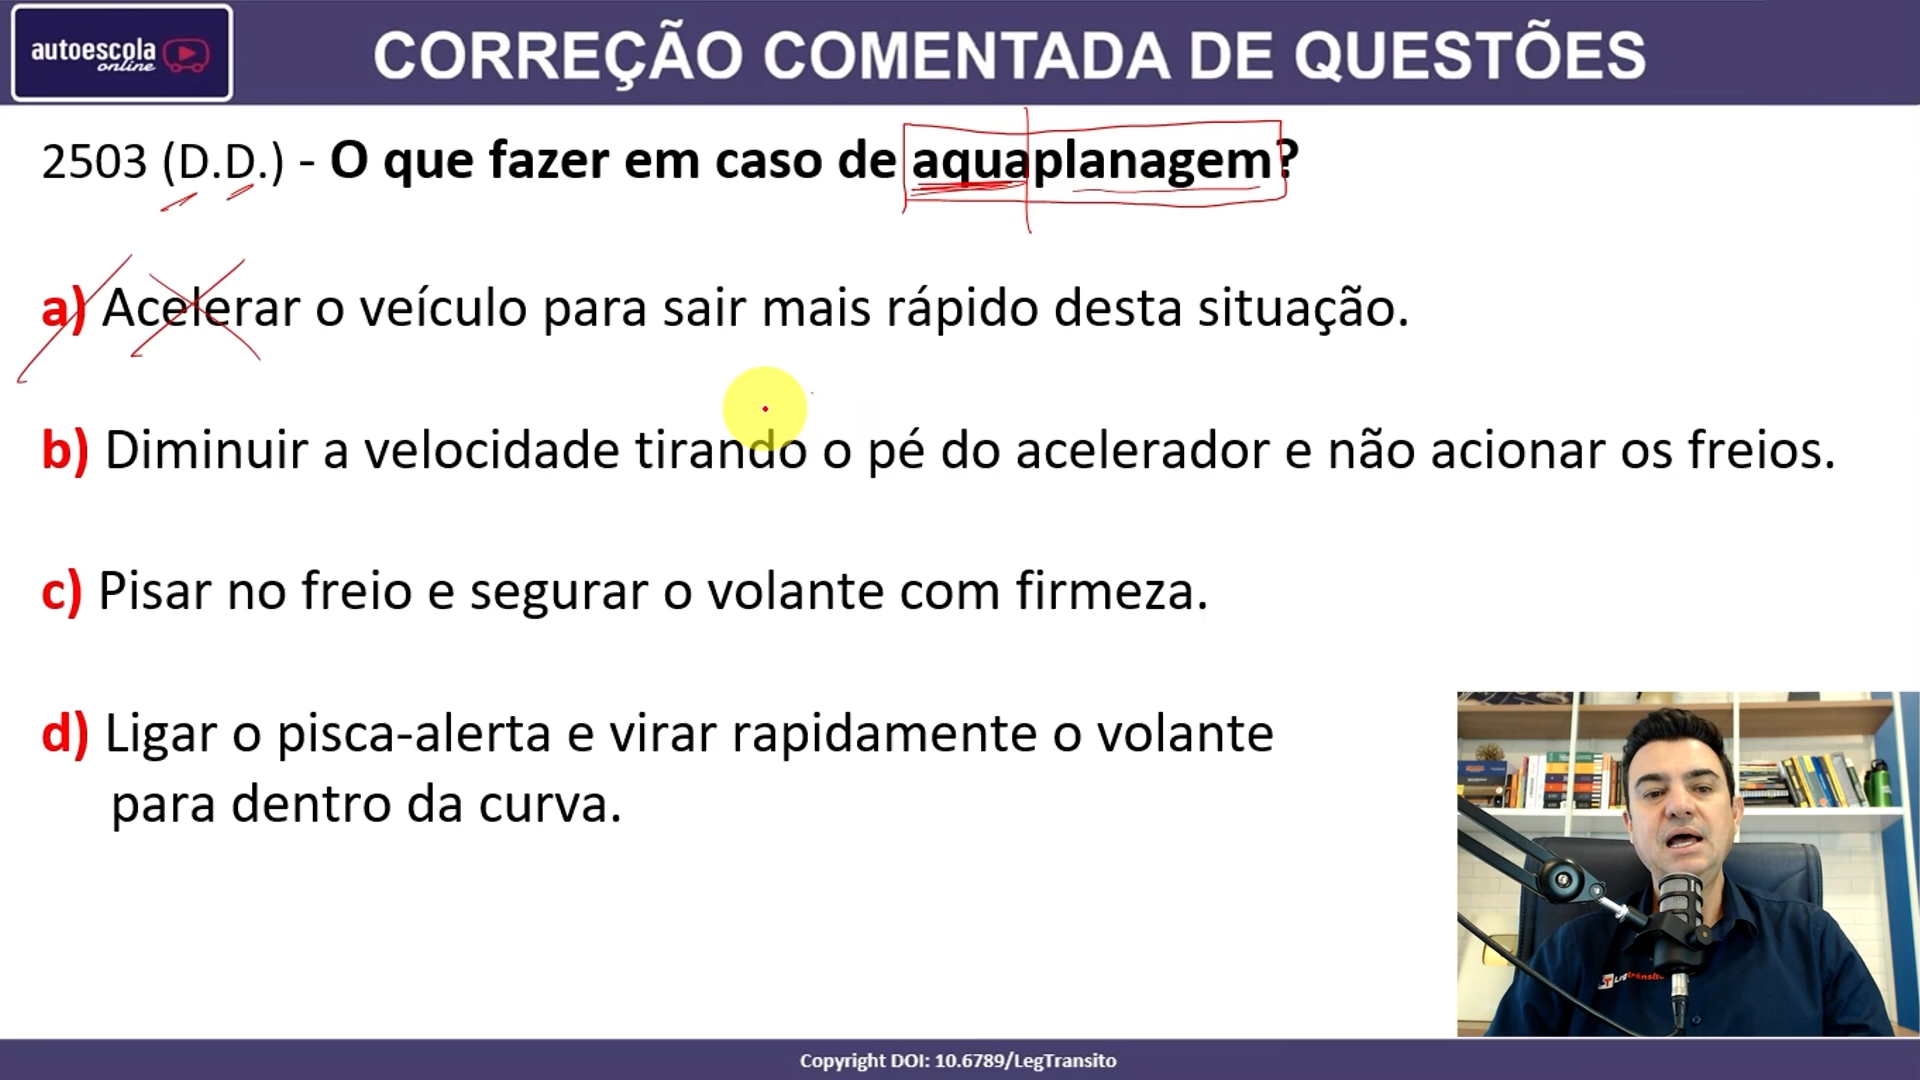 autoescola
online
CORREÇÃO COMENTADA DE QUESTÕES
2503 (D.D.) - O que fazer em caso de aquaplanagem?
a) Acelerar o veículo para sair mais rápido desta situação.
b) Diminuir a velocidade tirando o pé do acelerador e não acionar os freios.
c) Pisar no freio e segurar o volante com firmeza.
d) Ligar o pisca-alerta e virar rapidamente o volante
para dentro da curva.
Copyright DOI: 10.6789/LegTransito